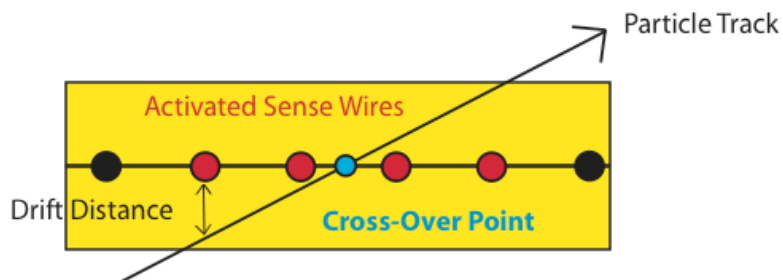 Particle Track
Activated Sense Wires
Drift Distance
Cross-Over Point